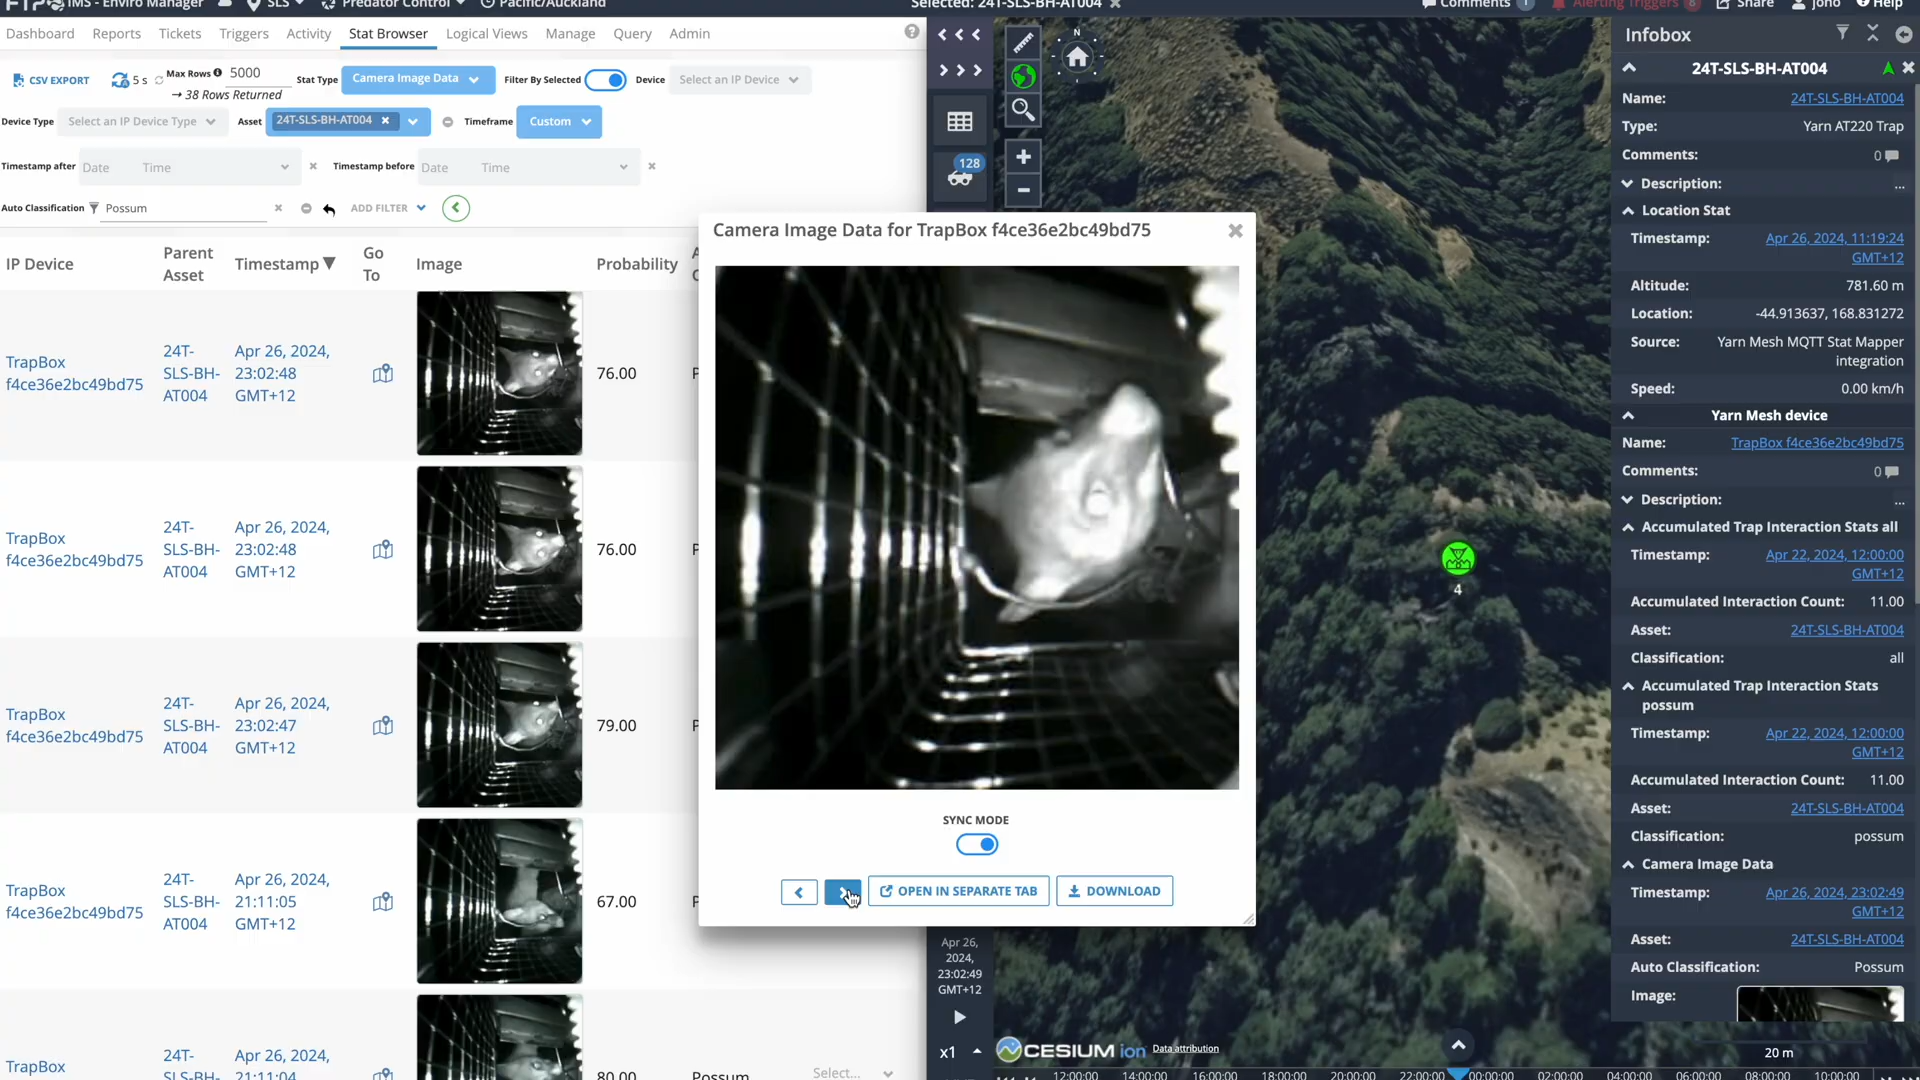 FTP IMS - Enviro Manager SLS Predator Control Pacific/Auckland
Selected: 24T-SLS-BH-AT004
Comments 1 Alerting Triggers 8 Share john Help
Dashboard Reports Tickets Triggers Activity Stat Browser Logical Views Manage Query Admin
CSV EXPORT 5 s Max Rows 5000 → 38 Rows Returned Stat Type Camera Image Data Filter By Selected Device Select an IP Device
Device Type Select an IP Device Type Asset 24T-SLS-BH-AT004 Timeframe Custom
Timestamp after Date Time Timestamp before Date Time
Auto Classification Possum ADD FILTER
IP Device Parent Asset Timestamp Go To Image Probability
TrapBox f4ce36e2bc49bd75 24T-SLS-BH-AT004 Apr 26, 2024, 23:02:48 GMT+12 76.00
TrapBox f4ce36e2bc49bd75 24T-SLS-BH-AT004 Apr 26, 2024, 23:02:48 GMT+12 76.00
TrapBox f4ce36e2bc49bd75 24T-SLS-BH-AT004 Apr 26, 2024, 23:02:47 GMT+12 79.00
TrapBox f4ce36e2bc49bd75 24T-SLS-BH-AT004 Apr 26, 2024, 21:11:05 GMT+12 67.00
TrapBox 24T-SLS-BH- Apr 26, 2024, 21:11:04 80.00 Possum Select...
Camera Image Data for TrapBox f4ce36e2bc49bd75
SYNC MODE
OPEN IN SEPARATE TAB DOWNLOAD
128
N
4
Apr 26, 2024, 23:02:49 GMT+12
x1
CESIUM ion Data attribution
20 m
12:00:00 14:00:00 16:00:00 18:00:00 20:00:00 22:00:00 00:00:00 02:00:00 04:00:00 06:00:00 08:00:00 10:00:00
Infobox
24T-SLS-BH-AT004
Name: 24T-SLS-BH-AT004
Type: Yarn AT220 Trap
Comments: 0
Description: ...
Location Stat
Timestamp: Apr 26, 2024, 11:19:24 GMT+12
Altitude: 781.60 m
Location: -44.913637, 168.831272
Source: Yarn Mesh MQTT Stat Mapper integration
Speed: 0.00 km/h
Yarn Mesh device
Name: TrapBox f4ce36e2bc49bd75
Comments: 0
Description: ...
Accumulated Trap Interaction Stats all
Timestamp: Apr 22, 2024, 12:00:00 GMT+12
Accumulated Interaction Count: 11.00
Asset: 24T-SLS-BH-AT004
Classification: all
Accumulated Trap Interaction Stats possum
Timestamp: Apr 22, 2024, 12:00:00 GMT+12
Accumulated Interaction Count: 11.00
Asset: 24T-SLS-BH-AT004
Classification: possum
Camera Image Data
Timestamp: Apr 26, 2024, 23:02:49 GMT+12
Asset: 24T-SLS-BH-AT004
Auto Classification: Possum
Image: